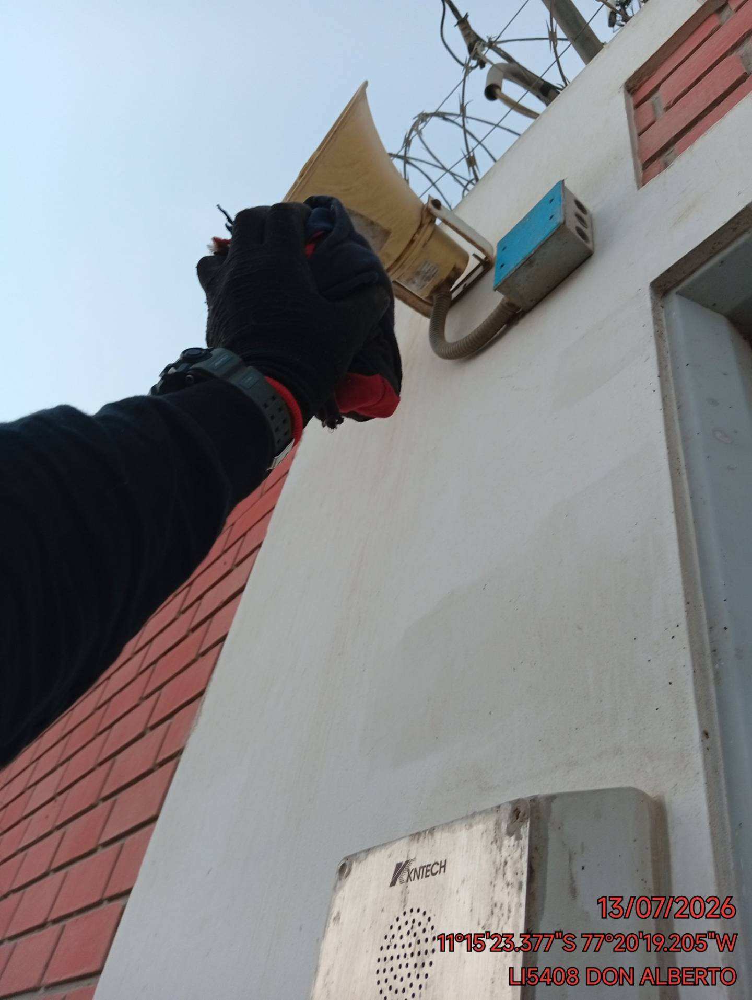 KNTECH
13/07/2026
11°15'23.377"S 77°20'19.205"W
LI5408 DON ALBERTO